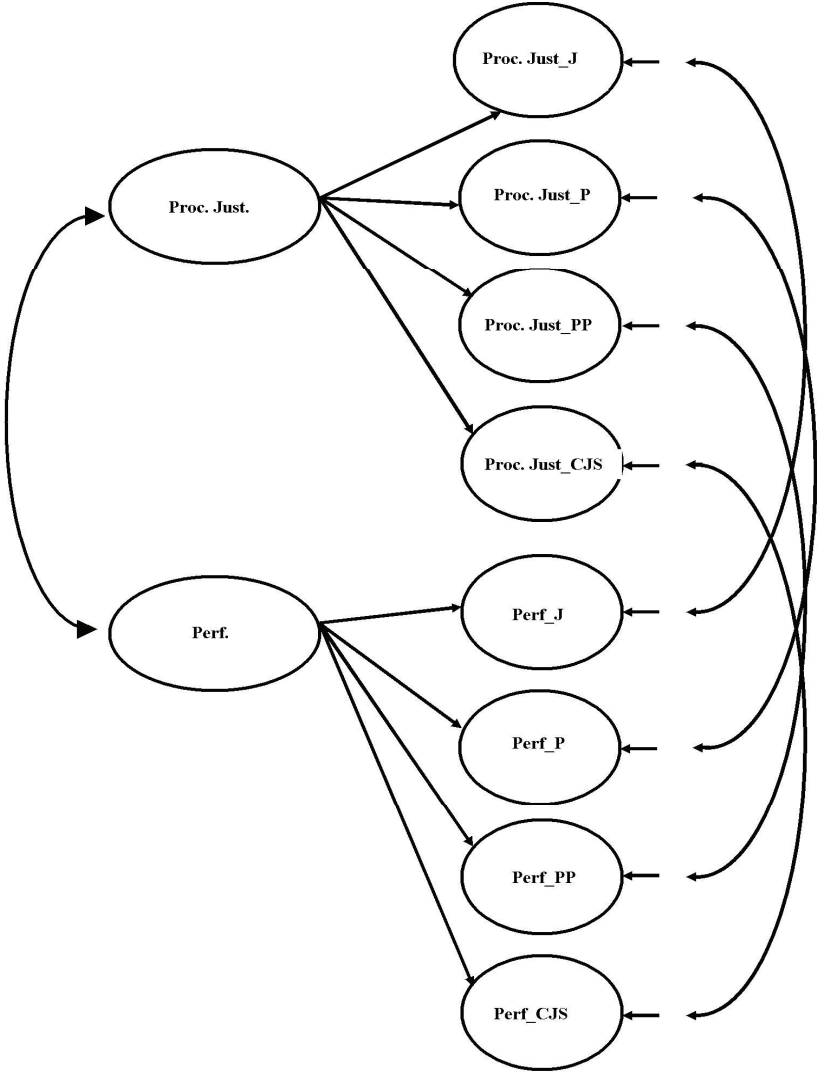 Proc. Just_J
Proc. Just.
Proc. Just_P
Proc. Just_PP
Proc. Just_CJS
Perf.
Perf_J
Perf_P
Perf_PP
Perf_CJS